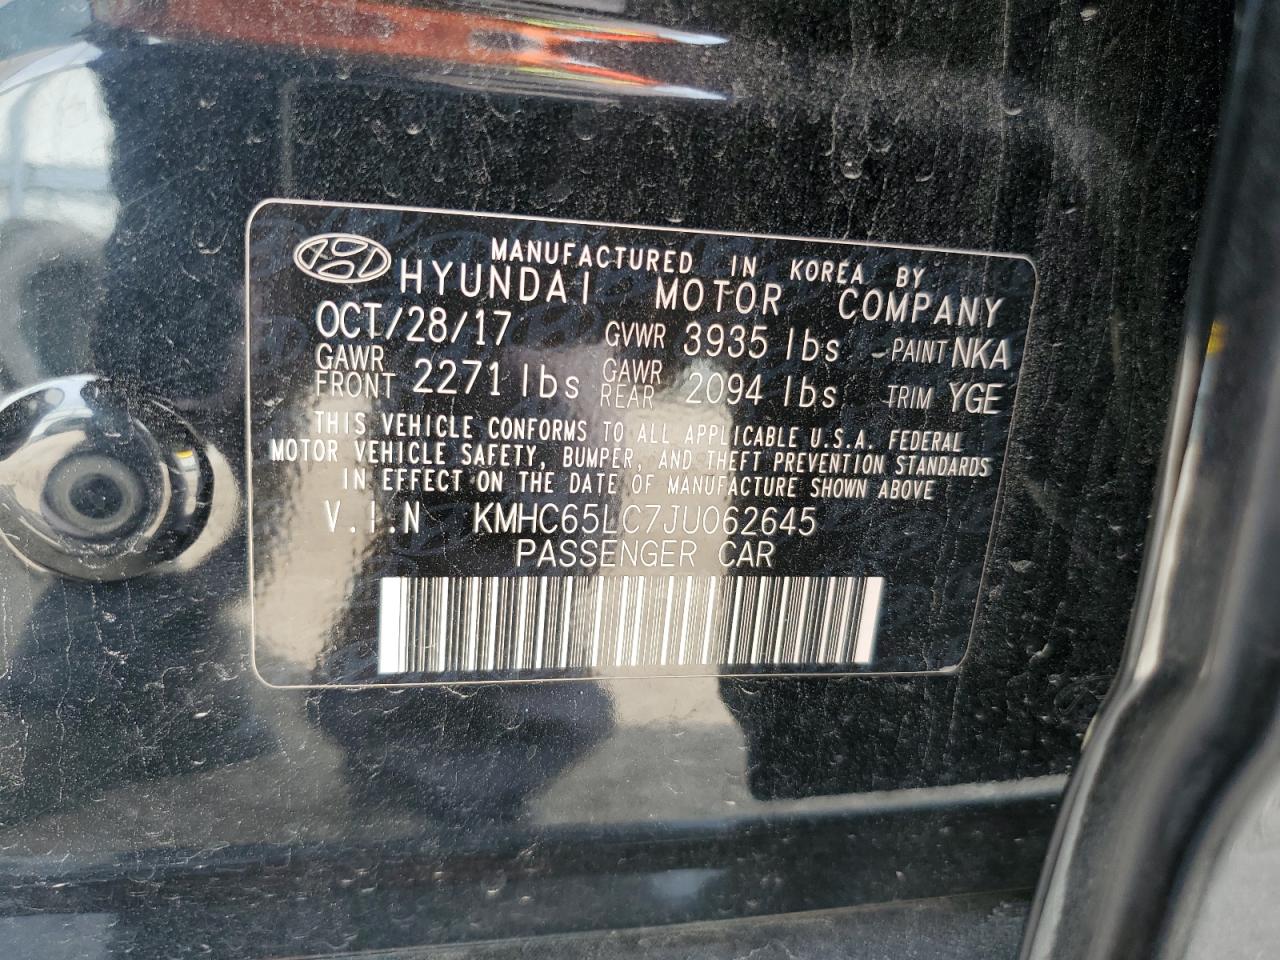 MANUFACTURED IN KOREA BY
HYUNDAI MOTOR COMPANY
OCT/28/17 GVWR 3935 lbs PAINT NKA
GAWR FRONT 2271 lbs GAWR REAR 2094 lbs TRIM YGE
THIS VEHICLE CONFORMS TO ALL APPLICABLE U.S.A. FEDERAL
MOTOR VEHICLE SAFETY, BUMPER, AND THEFT PREVENTION STANDARDS
IN EFFECT ON THE DATE OF MANUFACTURE SHOWN ABOVE
V.I.N KMHC65LC7JU062645
PASSENGER CAR